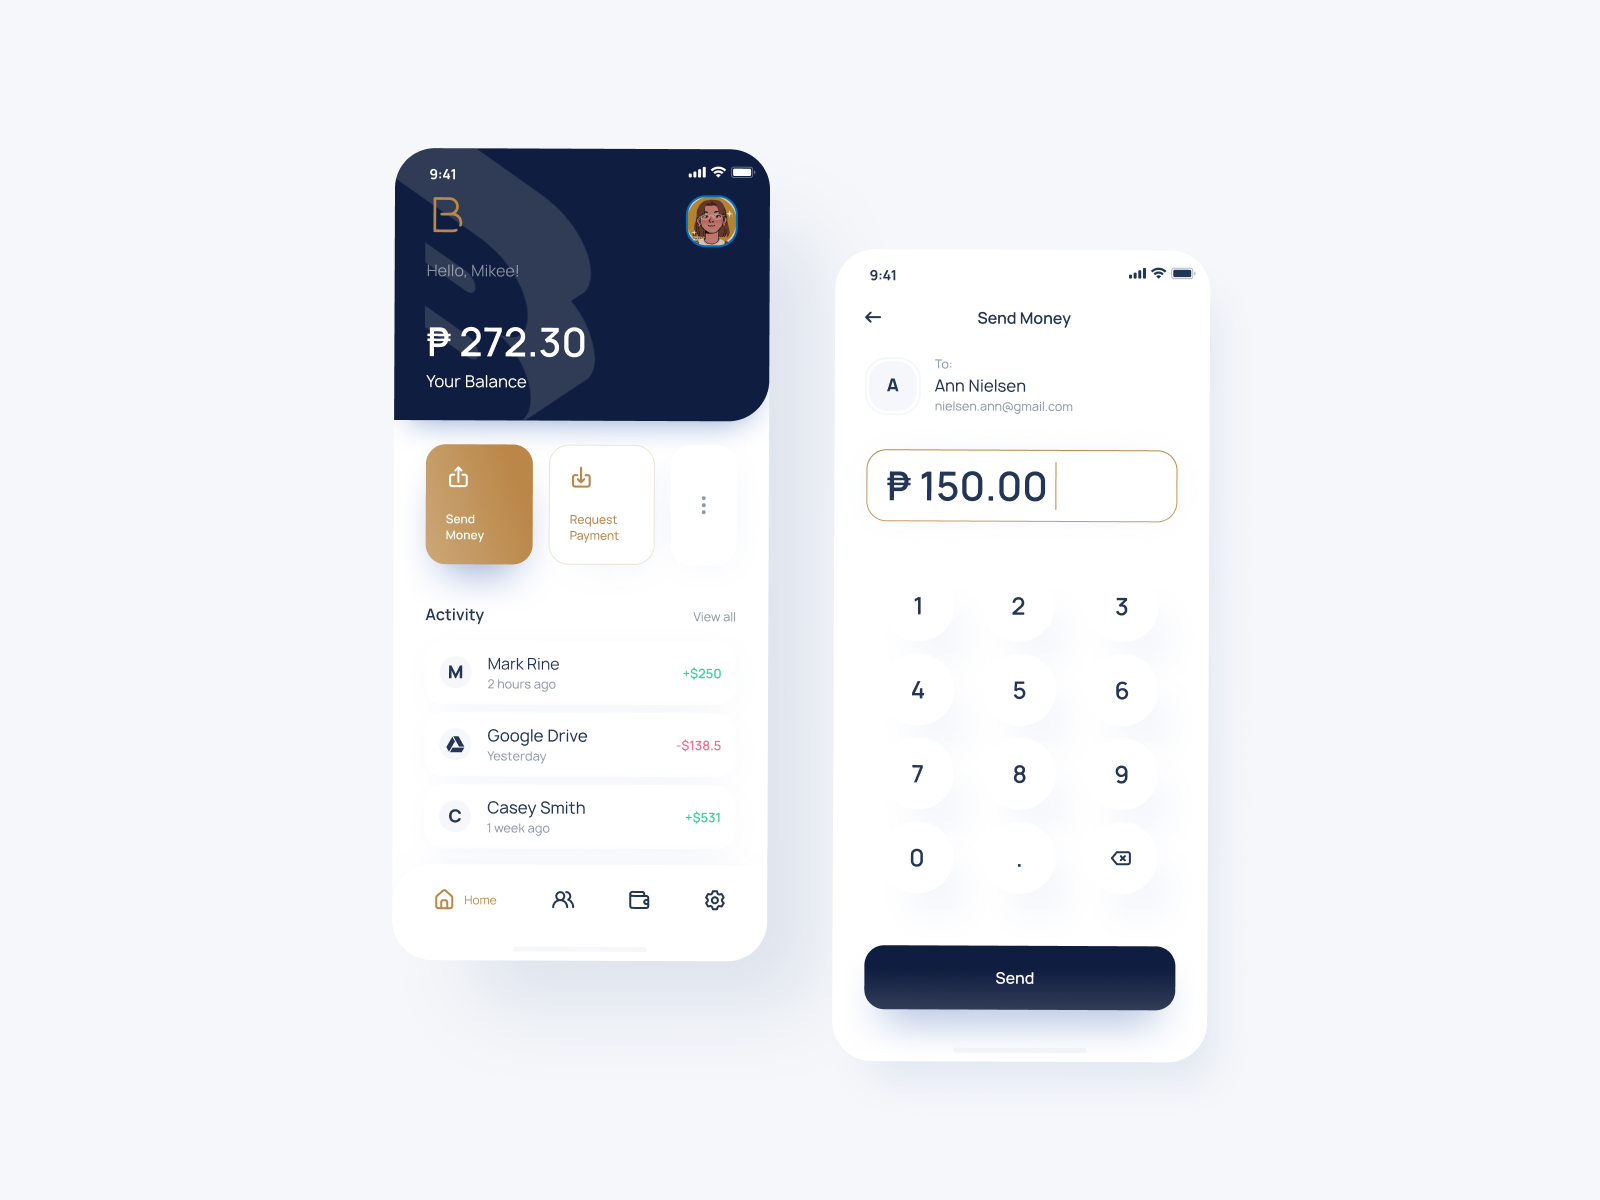 9:41
B
Hello, Mikee!
₱ 272.30
Your Balance
Send
Money
Request
Payment
Activity
View all
M
Mark Rine
2 hours ago
+$250
Google Drive
Yesterday
-$138.5
C
Casey Smith
1 week ago
+$531
Home
9:41
Send Money
A
To:
Ann Nielsen
nielsen.ann@gmail.com
₱ 150.00
1 2 3
4 5 6
7 8 9
0 .
Send